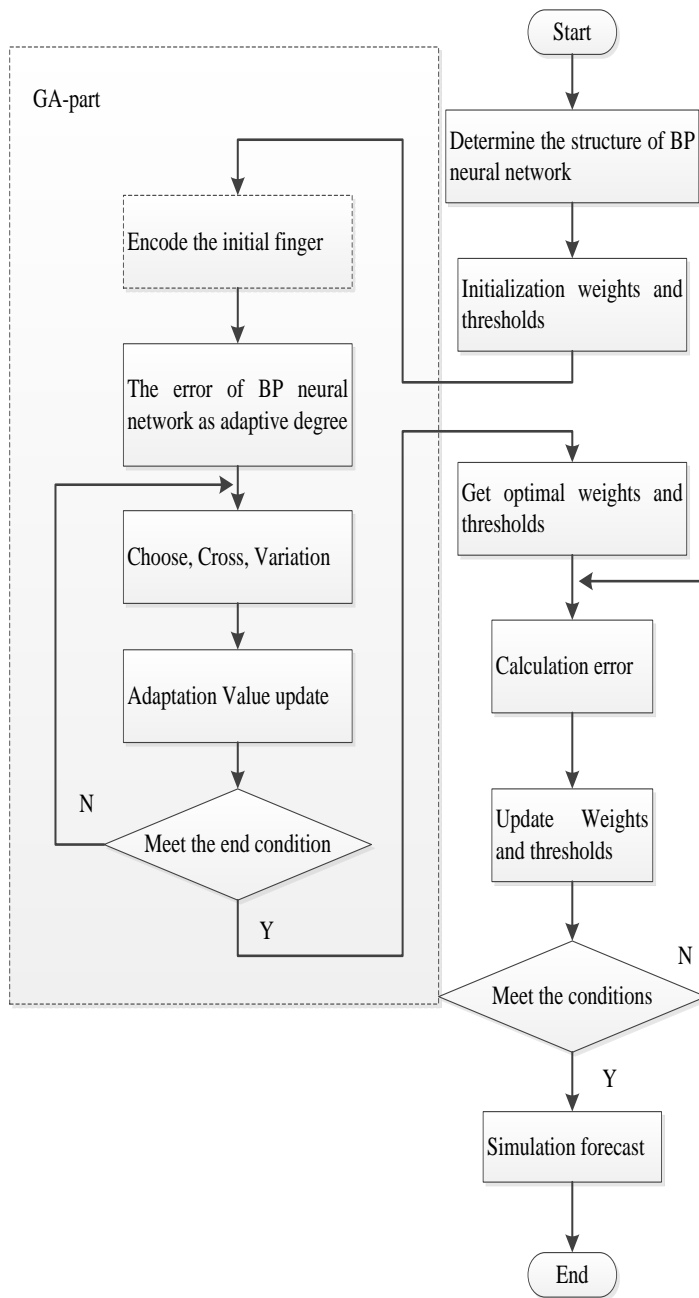 Start
GA-part
Determine the structure of BP
neural network
Encode the initial finger
Initialization weights and
thresholds
The error of BP neural
network as adaptive degree
Get optimal weights and
thresholds
Choose, Cross, Variation
Calculation error
Adaptation Value update
N
Meet the end condition
Y
Update Weights
and thresholds
N
Meet the conditions
Y
Simulation forecast
End